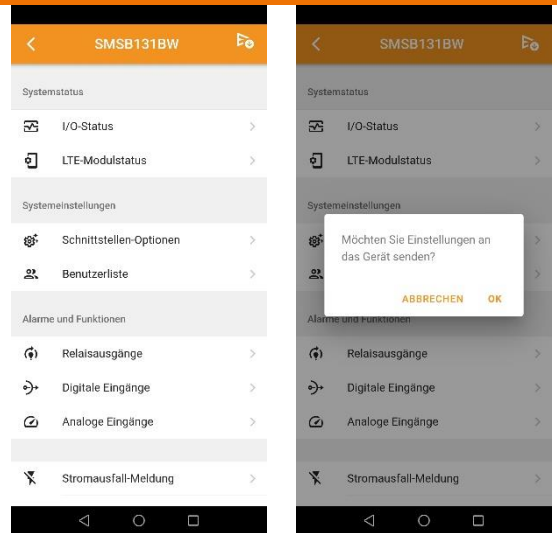 SMSB131BW
Systemstatus
I/O-Status
LTE-Modulstatus
Systemeinstellungen
Schnittstellen-Optionen
Benutzerliste
Alarme und Funktionen
Relaisausgänge
Digitale Eingänge
Analoge Eingänge
Stromausfall-Meldung
SMSB131BW
Systemstatus
I/O-Status
LTE-Modulstatus
Systemeinstellungen
Möchten Sie Einstellungen an
das Gerät senden?
ABBRECHEN OK
Alarme und Funktionen
Relaisausgänge
Digitale Eingänge
Analoge Eingänge
Stromausfall-Meldung